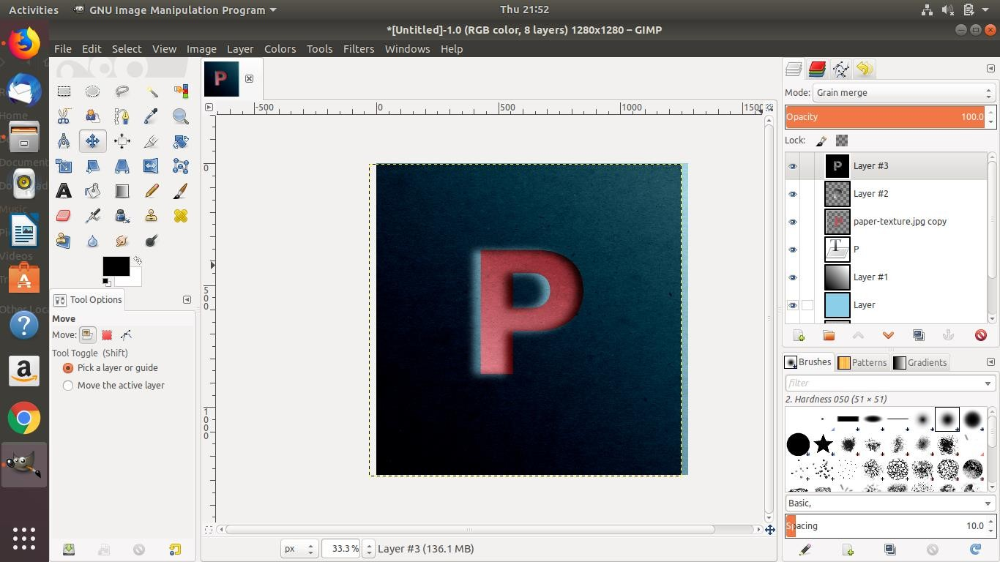 Activities GNU Image Manipulation Program Thu 21:52
*[Untitled]-1.0 (RGB color, 8 layers) 1280x1280 – GIMP
File Edit Select View Image Layer Colors Tools Filters Windows Help
P
Mode: Grain merge
-500 0 500 1000 1500
Opacity 100.0
Lock:
0
500
1000
P
Layer #3
Layer #2
paper-texture.jpg copy
P
Layer #1
Layer
Home
Music
Videos
Tool Options
Move
Move:
Tool Toggle (Shift)
Pick a layer or guide
Move the active layer
Brushes Patterns Gradients
filter
2. Hardness 050 (51 × 51)
Basic,
Spacing 10.0
px 33.3 % Layer #3 (136.1 MB)